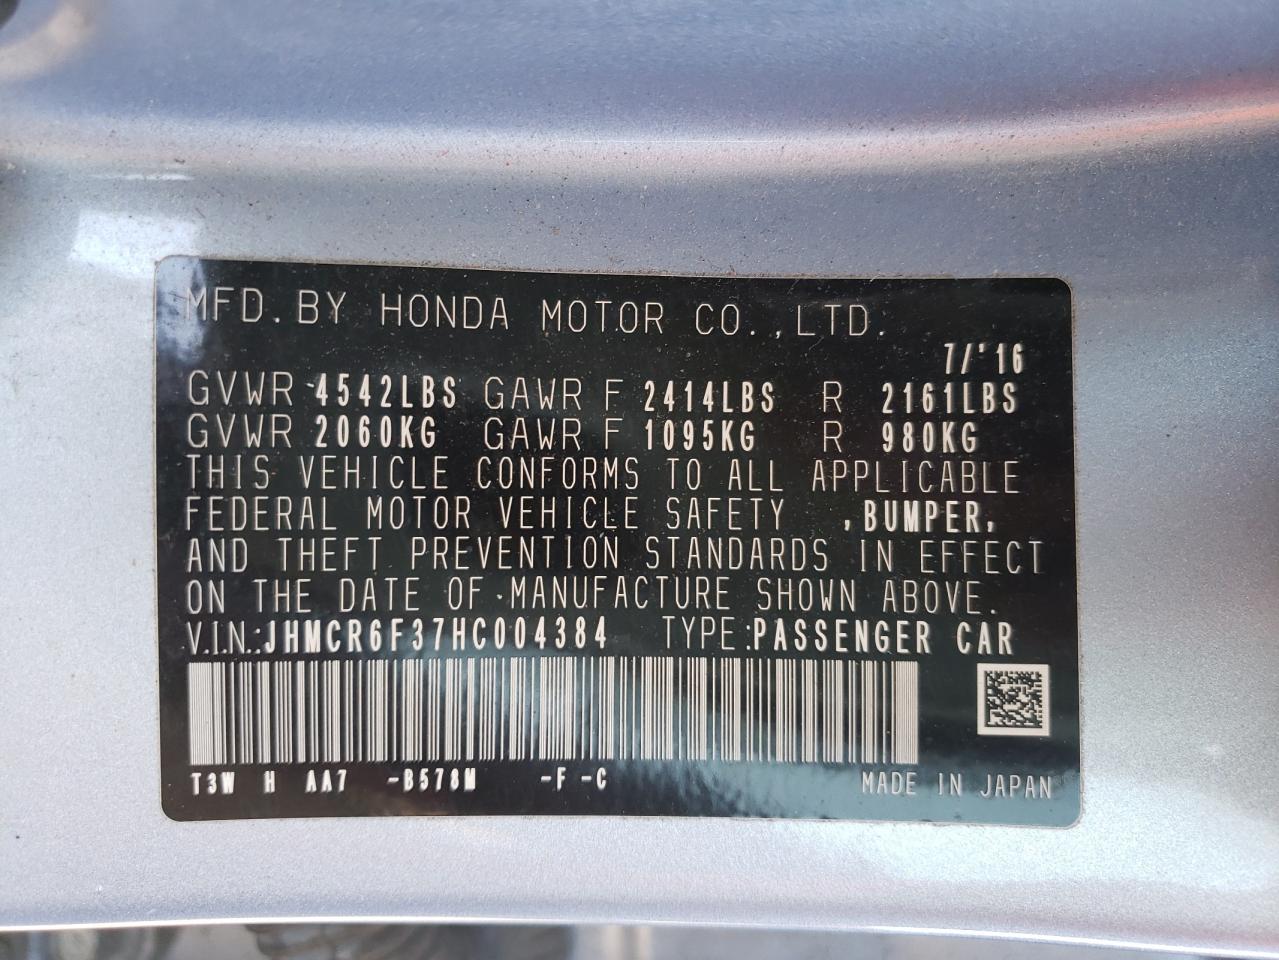 MFD. BY HONDA MOTOR CO.,LTD.
7/'16
GVWR 4542LBS GAWR F 2414LBS R 2161LBS
GVWR 2060KG GAWR F 1095KG R 980KG
THIS VEHICLE CONFORMS TO ALL APPLICABLE
FEDERAL MOTOR VEHICLE SAFETY ,BUMPER,
AND THEFT PREVENTION STANDARDS IN EFFECT
ON THE DATE OF MANUFACTURE SHOWN ABOVE.
V.I.N.:JHMCR6F37HC004384 TYPE:PASSENGER CAR
T3W H AA7 -B578M -F -C MADE IN JAPAN